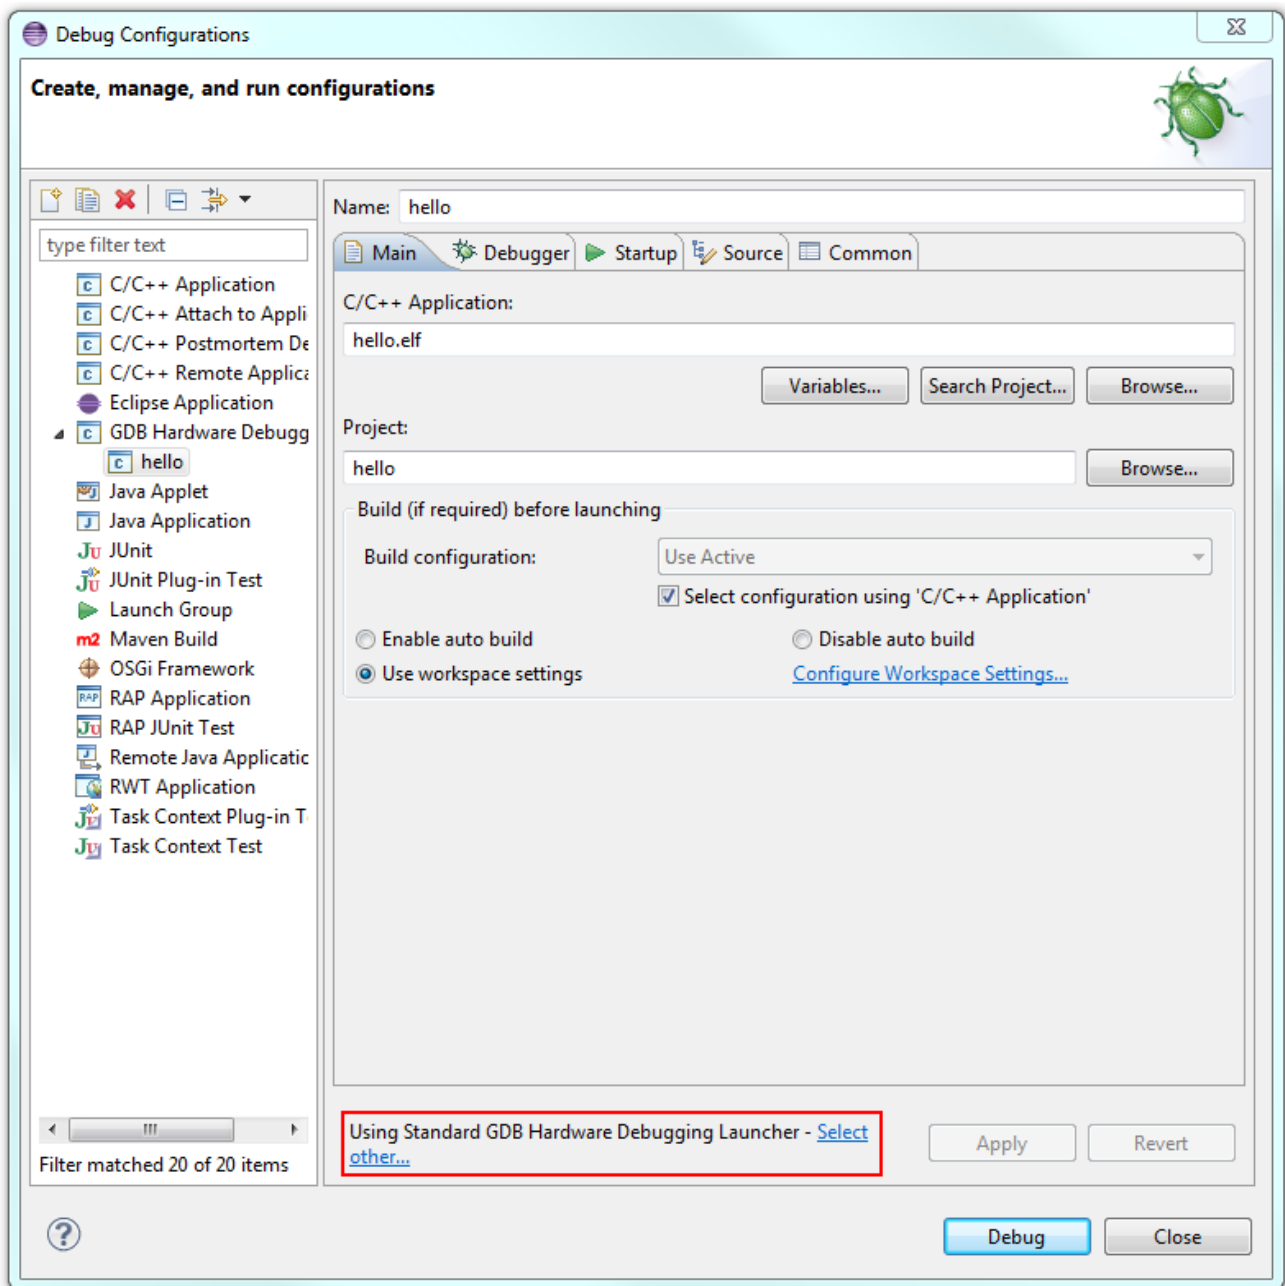 Debug Configurations
Create, manage, and run configurations
type filter text
C/C++ Application
C/C++ Attach to Appli
C/C++ Postmortem De
C/C++ Remote Applica
Eclipse Application
GDB Hardware Debugg
hello
Java Applet
Java Application
JUnit
JUnit Plug-in Test
Launch Group
m2 Maven Build
OSGi Framework
RAP RAP Application
RAP JUnit Test
Remote Java Applicatic
RWT Application
Task Context Plug-in T
Task Context Test
Filter matched 20 of 20 items
Name: hello
Main Debugger Startup Source Common
C/C++ Application:
hello.elf
Variables... Search Project... Browse...
Project:
hello Browse...
Build (if required) before launching
Build configuration: Use Active
Select configuration using 'C/C++ Application'
Enable auto build Disable auto build
Use workspace settings Configure Workspace Settings...
Using Standard GDB Hardware Debugging Launcher - Select
other...
Apply Revert
? Debug Close